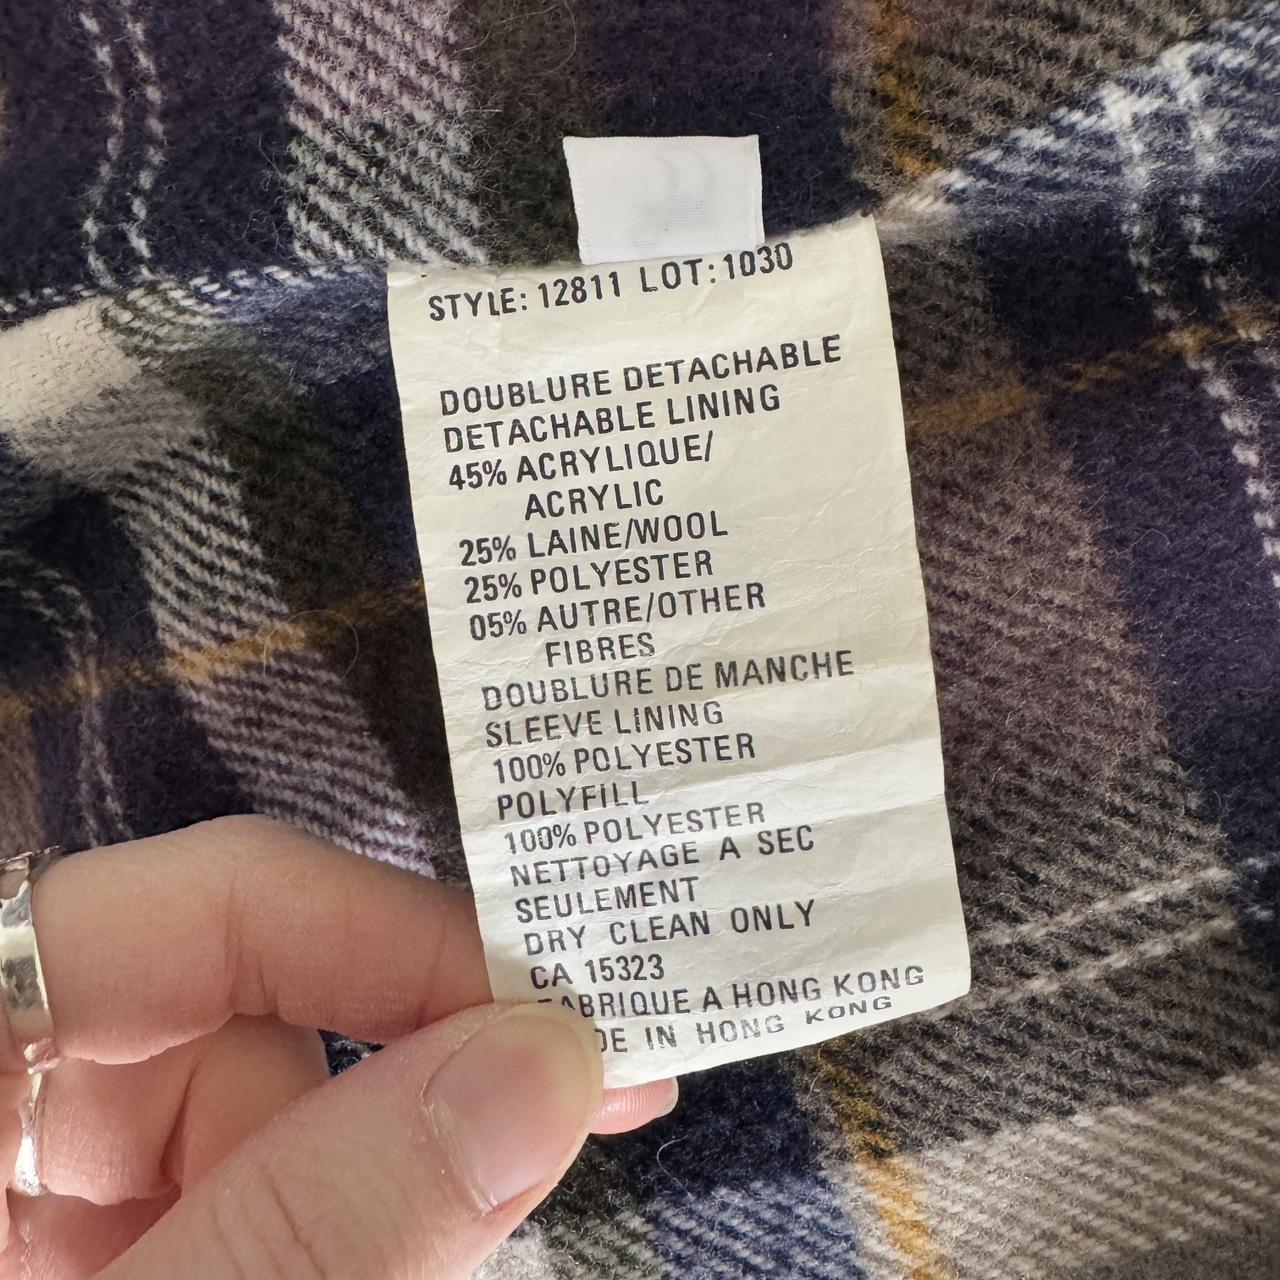 STYLE: 12811 LOT: 1030
DOUBLURE DETACHABLE
DETACHABLE LINING
45% ACRYLIQUE/
ACRYLIC
25% LAINE/WOOL
25% POLYESTER
05% AUTRE/OTHER
FIBRES
DOUBLURE DE MANCHE
SLEEVE LINING
100% POLYESTER
POLYFILL
100% POLYESTER
NETTOYAGE A SEC
SEULEMENT
DRY CLEAN ONLY
CA 15323
FABRIQUE A HONG KONG
DE IN HONG KONG